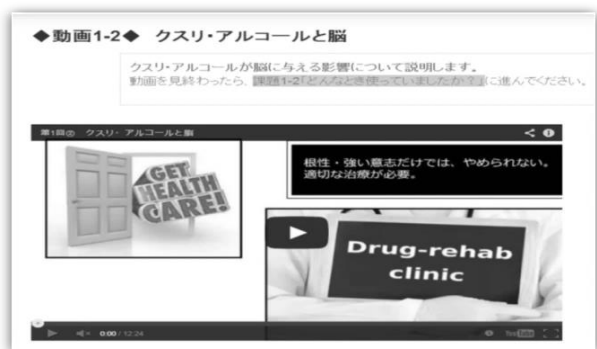 ◆動画1-2◆ クスリ・アルコールと脳
クスリ・アルコールが脳に与える影響について説明します。
動画を見終わったら、課題1-2「どんなとき使っていましたか?」に進んでください。
第1回② クスリ・アルコールと脳
GET
HEALTH
CARE!
根性・強い意志だけでは、やめられない。
適切な治療が必要。
Drug-rehab
clinic
0:00 / 12:24
YouTube